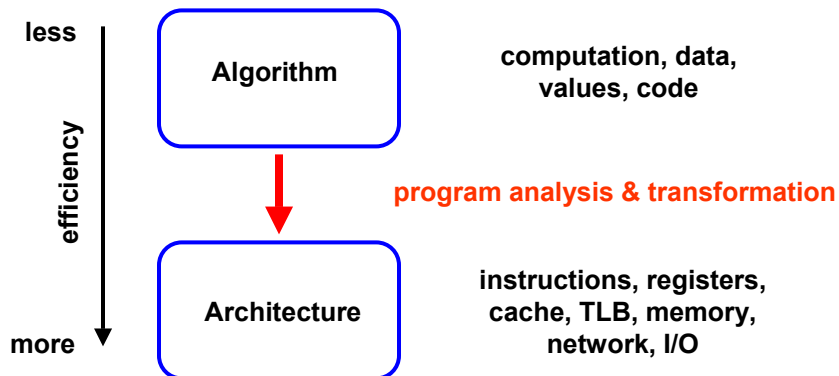 less
Algorithm
computation, data,
values, code
efficiency
program analysis & transformation
Architecture
instructions, registers,
cache, TLB, memory,
network, I/O
more